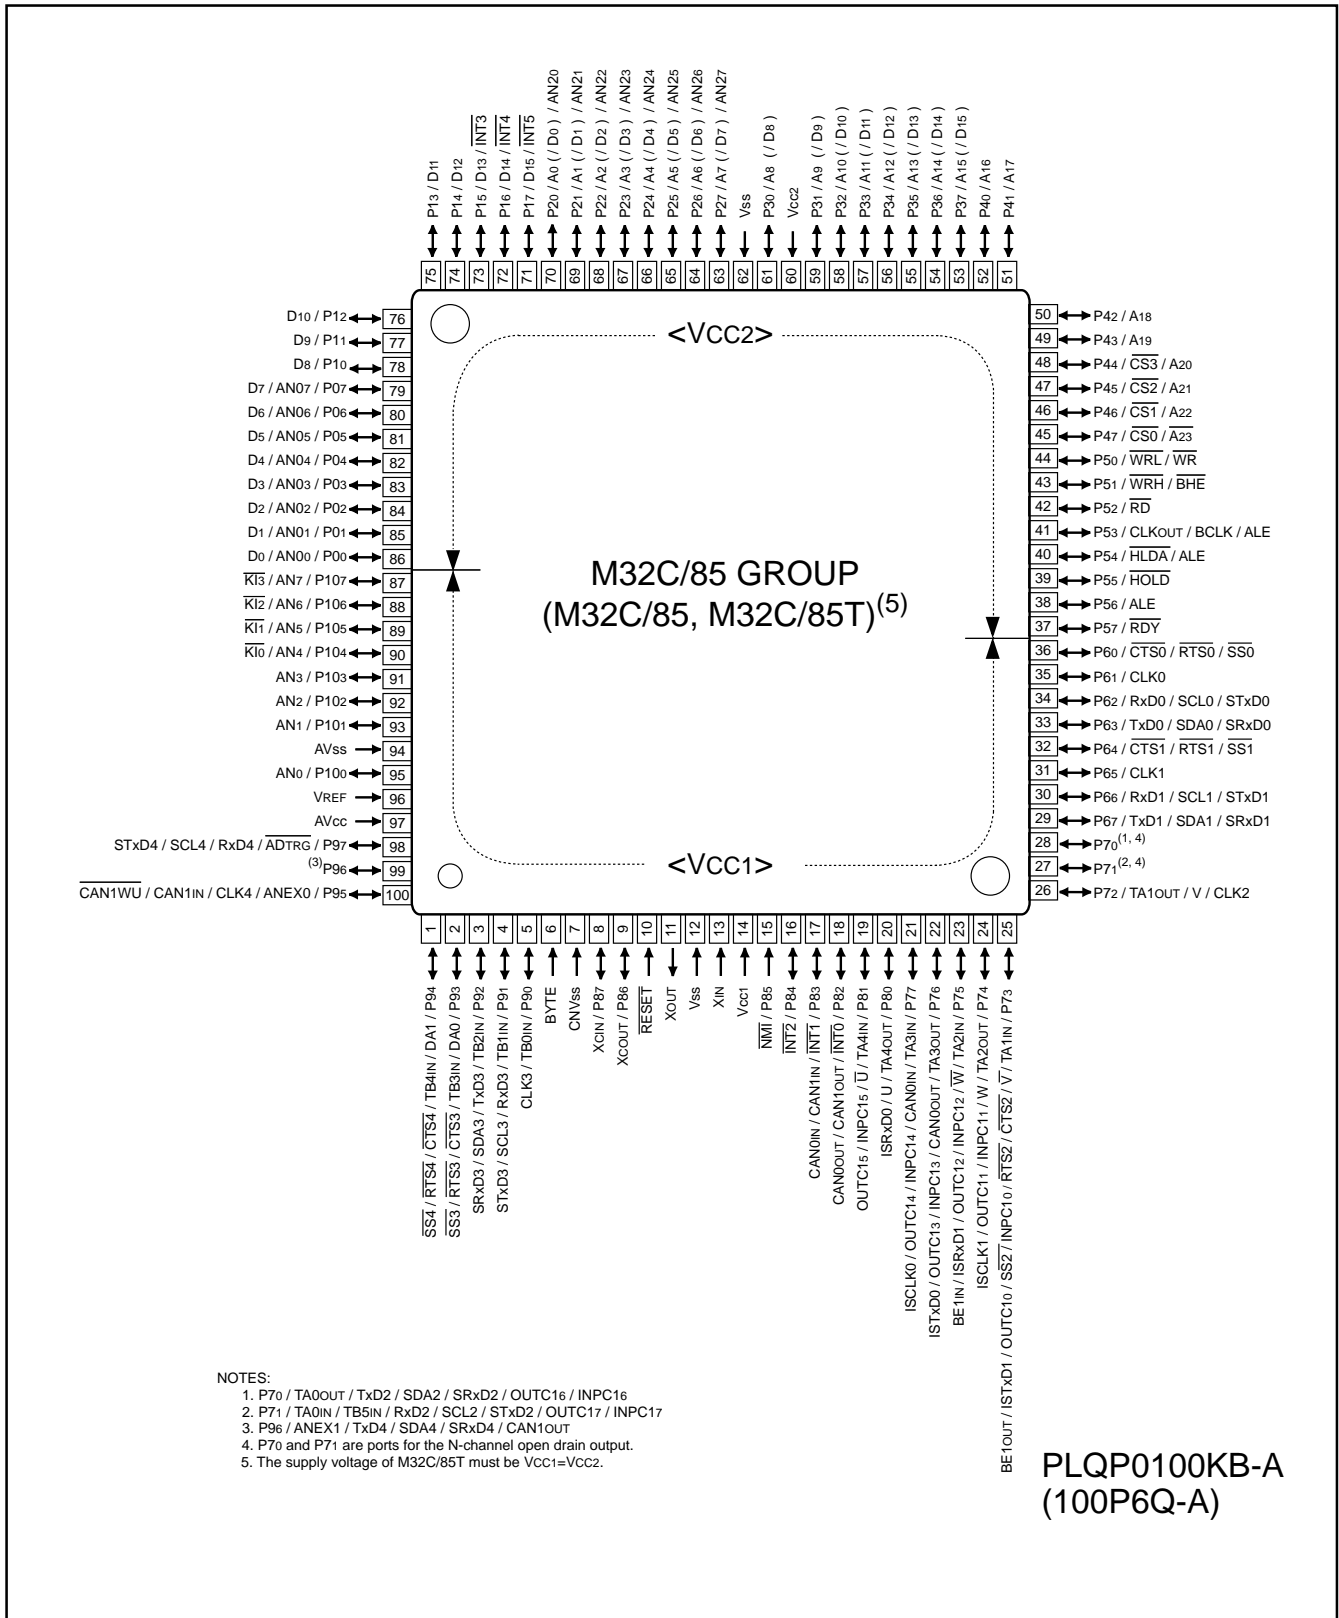 P13 / D11
P14 / D12
P15 / D13 / INT3
P16 / D14 / INT4
P17 / D15 / INT5
P20 / A0 ( / D0 ) / AN20
P21 / A1 ( / D1 ) / AN21
P22 / A2 ( / D2 ) / AN22
P23 / A3 ( / D3 ) / AN23
P24 / A4 ( / D4 ) / AN24
P25 / A5 ( / D5 ) / AN25
P26 / A6 ( / D6 ) / AN26
P27 / A7 ( / D7 ) / AN27
Vss
P30 / A8 ( / D8 )
Vcc2
P31 / A9 ( / D9 )
P32 / A10 ( / D10 )
P33 / A11 ( / D11 )
P34 / A12 ( / D12 )
P35 / A13 ( / D13 )
P36 / A14 ( / D14 )
P37 / A15 ( / D15 )
P40 / A16
P41 / A17
75 74 73 72 71 70 69 68 67 66 65 64 63 62 61 60 59 58 57 56 55 54 53 52 51
D10 / P12 76
D9 / P11 77
D8 / P10 78
D7 / AN07 / P07 79
D6 / AN06 / P06 80
D5 / AN05 / P05 81
D4 / AN04 / P04 82
D3 / AN03 / P03 83
D2 / AN02 / P02 84
D1 / AN01 / P01 85
D0 / AN00 / P00 86
KI3 / AN7 / P107 87
KI2 / AN6 / P106 88
KI1 / AN5 / P105 89
KI0 / AN4 / P104 90
AN3 / P103 91
AN2 / P102 92
AN1 / P101 93
AVss 94
AN0 / P100 95
VREF 96
AVcc 97
STxD4 / SCL4 / RxD4 / ADTRG / P97 98
(3)P96 99
CAN1WU / CAN1IN / CLK4 / ANEX0 / P95 100
<VCC2>
M32C/85 GROUP
(M32C/85, M32C/85T)(5)
<VCC1>
50 P42 / A18
49 P43 / A19
48 P44 / CS3 / A20
47 P45 / CS2 / A21
46 P46 / CS1 / A22
45 P47 / CS0 / A23
44 P50 / WRL / WR
43 P51 / WRH / BHE
42 P52 / RD
41 P53 / CLKOUT / BCLK / ALE
40 P54 / HLDA / ALE
39 P55 / HOLD
38 P56 / ALE
37 P57 / RDY
36 P60 / CTS0 / RTS0 / SS0
35 P61 / CLK0
34 P62 / RxD0 / SCL0 / STxD0
33 P63 / TxD0 / SDA0 / SRxD0
32 P64 / CTS1 / RTS1 / SS1
31 P65 / CLK1
30 P66 / RxD1 / SCL1 / STxD1
29 P67 / TxD1 / SDA1 / SRxD1
28 P70(1, 4)
27 P71(2, 4)
26 P72 / TA1OUT / V / CLK2
1 2 3 4 5 6 7 8 9 10 11 12 13 14 15 16 17 18 19 20 21 22 23 24 25
SS4 / RTS4 / CTS4 / TB4IN / DA1 / P94
SS3 / RTS3 / CTS3 / TB3IN / DA0 / P93
SRxD3 / SDA3 / TxD3 / TB2IN / P92
STxD3 / SCL3 / RxD3 / TB1IN / P91
CLK3 / TB0IN / P90
BYTE
CNVss
XCIN / P87
XCOUT / P86
RESET
XOUT
Vss
XIN
Vcc1
NMI / P85
INT2 / P84
CAN0IN / CAN1IN / INT1 / P83
CAN0OUT / CAN1OUT / INT0 / P82
OUTC15 / INPC15 / U / TA4IN / P81
ISRxD0 / U / TA4OUT / P80
ISCLK0 / OUTC14 / INPC14 / CAN0IN / TA3IN / P77
ISTxD0 / OUTC13 / INPC13 / CAN0OUT / TA3OUT / P76
BE1IN / ISRxD1 / OUTC12 / INPC12 / W / TA2IN / P75
ISCLK1 / OUTC11 / INPC11 / W / TA2OUT / P74
BE1OUT / ISTxD1 / OUTC10 / SS2 / INPC10 / RTS2 / CTS2 / V / TA1IN / P73
NOTES:
1. P70 / TA0OUT / TxD2 / SDA2 / SRxD2 / OUTC16 / INPC16
2. P71 / TA0IN / TB5IN / RxD2 / SCL2 / STxD2 / OUTC17 / INPC17
3. P96 / ANEX1 / TxD4 / SDA4 / SRxD4 / CAN1OUT
4. P70 and P71 are ports for the N-channel open drain output.
5. The supply voltage of M32C/85T must be VCC1=VCC2.
PLQP0100KB-A
(100P6Q-A)